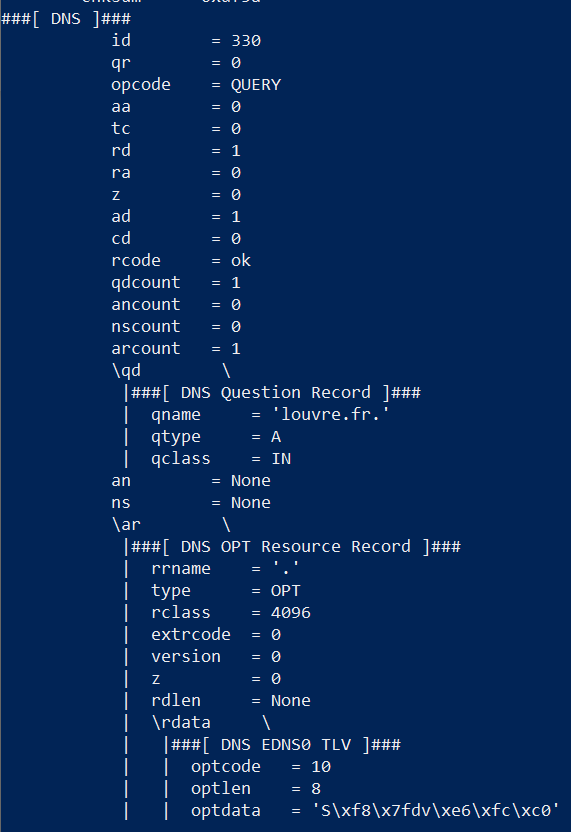 ###[ DNS ]###
           id        = 330
           qr        = 0
           opcode    = QUERY
           aa        = 0
           tc        = 0
           rd        = 1
           ra        = 0
           z         = 0
           ad        = 1
           cd        = 0
           rcode     = ok
           qdcount   = 1
           ancount   = 0
           nscount   = 0
           arcount   = 1
           \qd        \
            |###[ DNS Question Record ]###
            |  qname     = 'louvre.fr.'
            |  qtype     = A
            |  qclass    = IN
           an        = None
           ns        = None
           \ar        \
            |###[ DNS OPT Resource Record ]###
            |  rrname    = '.'
            |  type      = OPT
            |  rclass    = 4096
            |  extrcode  = 0
            |  version   = 0
            |  z         = 0
            |  rdlen     = None
            |  \rdata     \
            |   |###[ DNS EDNS0 TLV ]###
            |   |  optcode   = 10
            |   |  optlen    = 8
            |   |  optdata   = 'S\xf8\x7fdv\xe6\xfc\xc0'